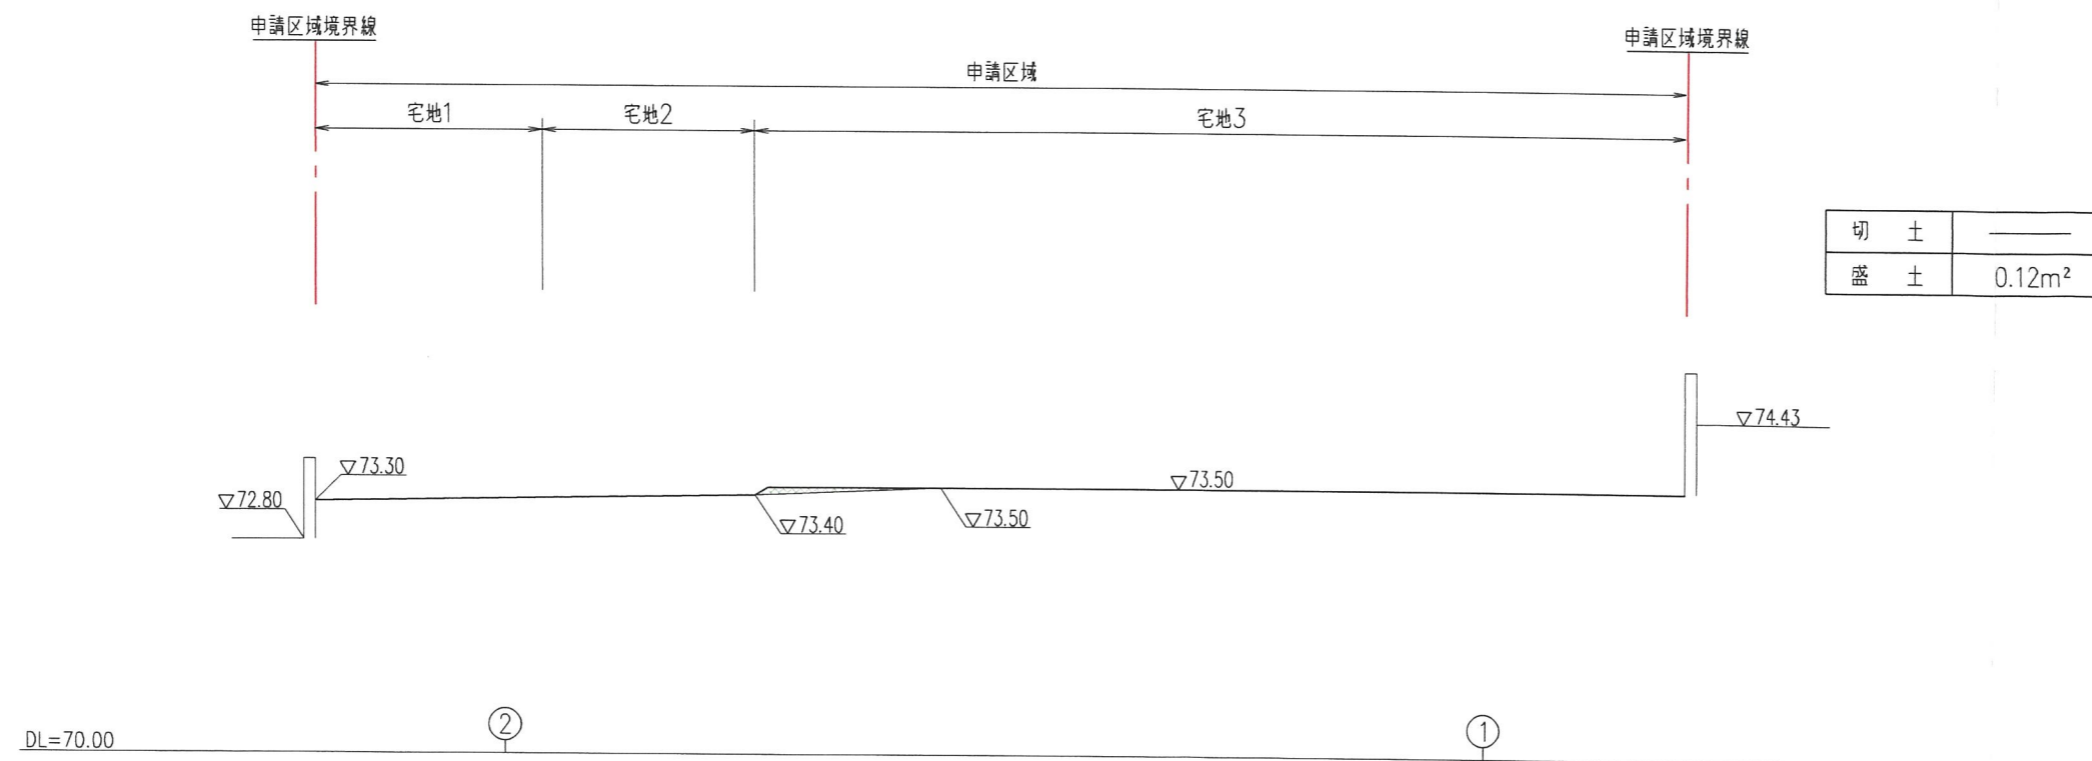 申請区域境界線
申請区域境界線
申請区域
宅地1
宅地2
宅地3
切 土
盛 土 0.12m²
▽74.43
▽73.30
▽73.50
▽72.80
▽73.40
▽73.50
②
①
DL=70.00